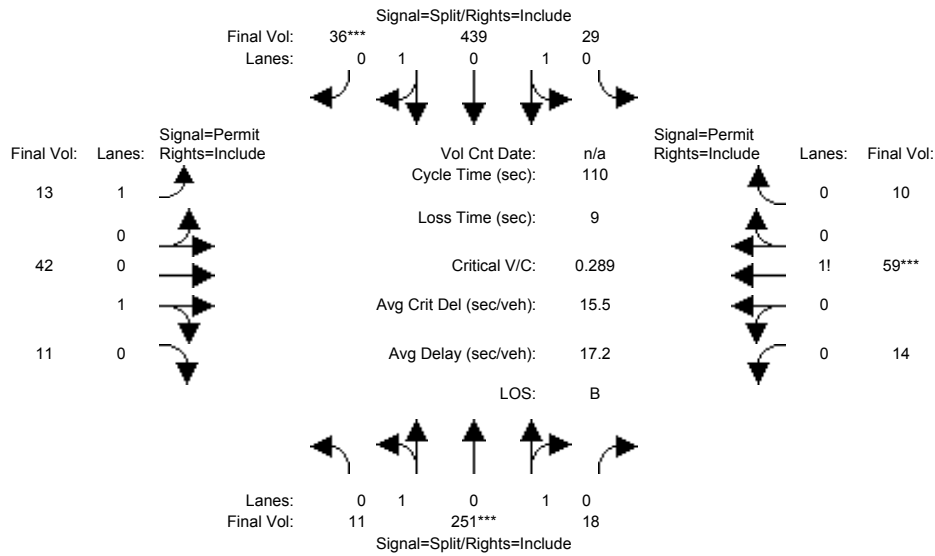 Signal=Split/Rights=Include
Final Vol: 36*** 439 29
Lanes: 0 1 0 1 0
Signal=Permit Signal=Permit
Final Vol: Lanes: Rights=Include Vol Cnt Date: n/a Rights=Include Lanes: Final Vol:
Cycle Time (sec): 110
13 1 0 10
Loss Time (sec): 9
0 0
42 0 Critical V/C: 0.289 1! 59***
1 Avg Crit Del (sec/veh): 15.5 0
11 0 Avg Delay (sec/veh): 17.2 0 14
LOS: B
Lanes: 0 1 0 1 0
Final Vol: 11 251*** 18
Signal=Split/Rights=Include